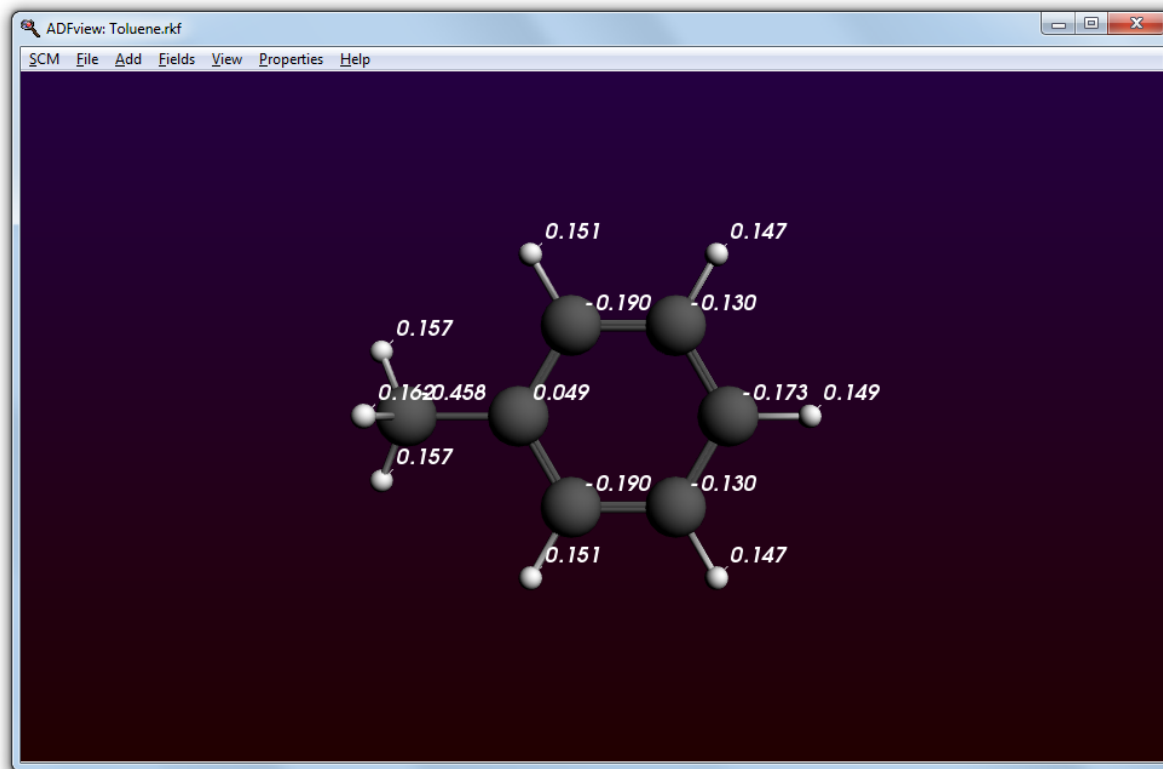 ADFview: Toluene.rkf
SCM File Add Fields View Properties Help
0.151 0.147
-0.190 -0.130
0.157
0.162 -0.458 0.049 -0.173 0.149
0.157
-0.190 -0.130
0.151 0.147